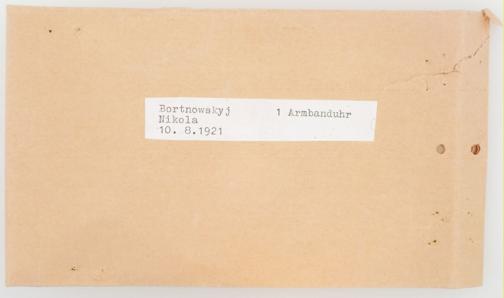 Bortnowskyj 1 Armbanduhr
Nikola
10. 8.1921